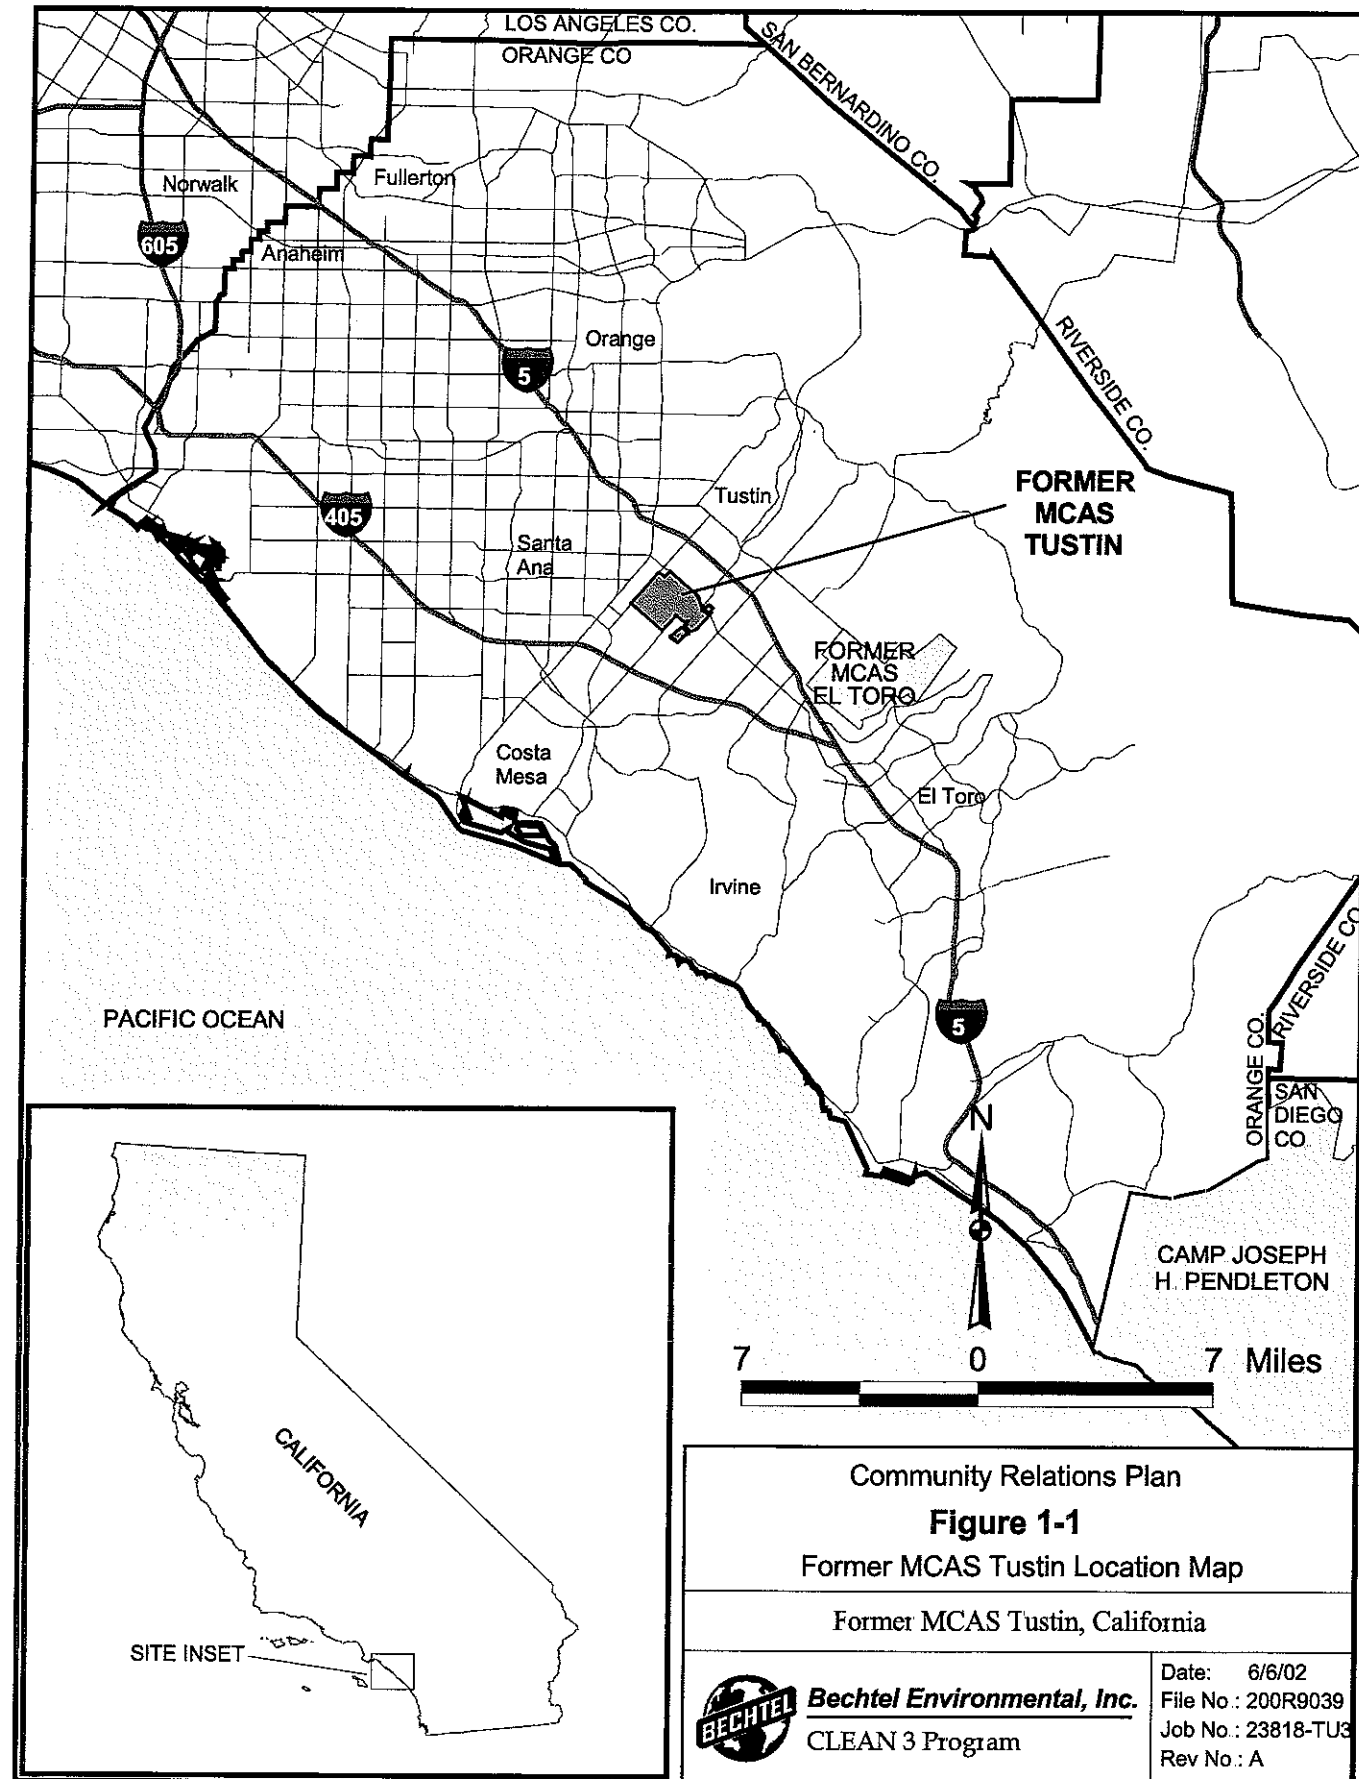 LOS ANGELES CO.
ORANGE CO
SAN BERNARDINO CO.
Norwalk
Fullerton
605
Anaheim
Orange
5
RIVERSIDE CO.
FORMER
MCAS
TUSTIN
Tustin
405
Santa
Ana
FORMER
MCAS
EL TORO
Costa
Mesa
El Toro
Irvine
RIVERSIDE CO
PACIFIC OCEAN
5
ORANGE CO.
SAN
DIEGO
CO
N
CAMP JOSEPH
H. PENDLETON
7 0 7 Miles
CALIFORNIA
SITE INSET
Community Relations Plan
Figure 1-1
Former MCAS Tustin Location Map
Former MCAS Tustin, California
BECHTEL
Bechtel Environmental, Inc.
CLEAN 3 Program
Date: 6/6/02
File No.: 200R9039
Job No.: 23818-TU3
Rev No.: A